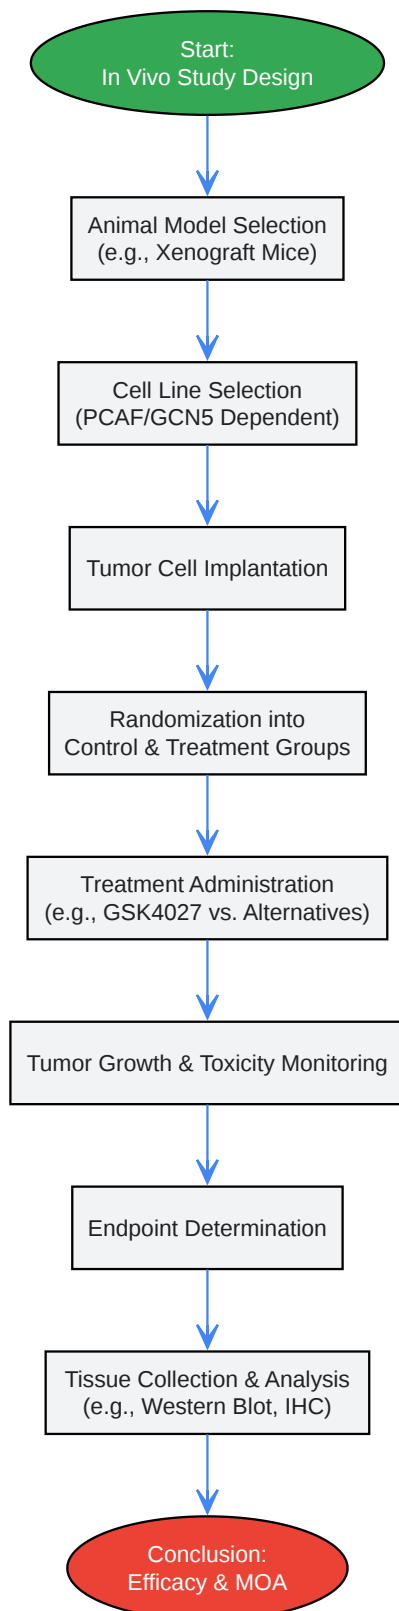 Start:
In Vivo Study Design
Animal Model Selection
(e.g., Xenograft Mice)
Cell Line Selection
(PCAF/GCN5 Dependent)
Tumor Cell Implantation
Randomization into
Control & Treatment Groups
Treatment Administration
(e.g., GSK4027 vs. Alternatives)
Tumor Growth & Toxicity Monitoring
Endpoint Determination
Tissue Collection & Analysis
(e.g., Western Blot, IHC)
Conclusion:
Efficacy & MOA